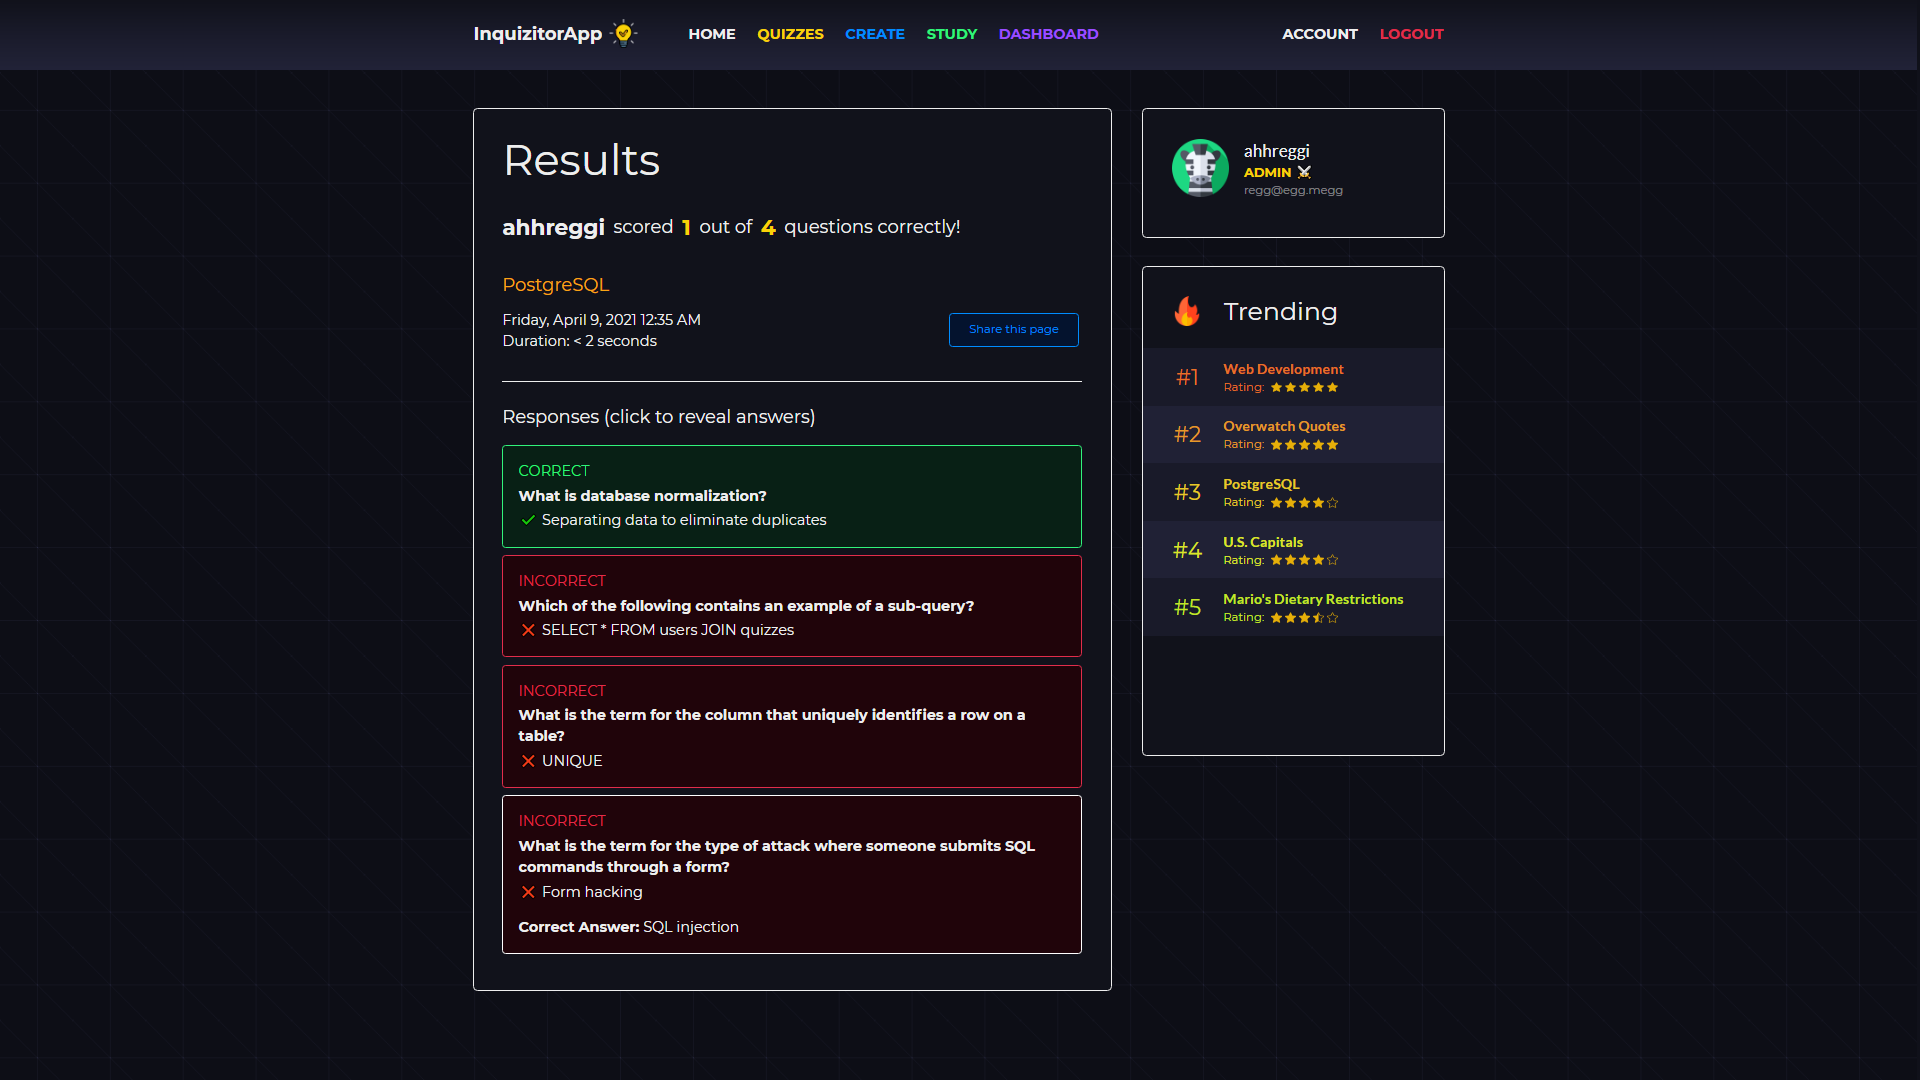 InquizitorApp HOME QUIZZES CREATE STUDY DASHBOARD ACCOUNT LOGOUT
Results
ahhreggi scored 1 out of 4 questions correctly!
PostgreSQL
Friday, April 9, 2021 12:35 AM
Duration: < 2 seconds
Share this page
Responses (click to reveal answers)
CORRECT
What is database normalization?
Separating data to eliminate duplicates
INCORRECT
Which of the following contains an example of a sub-query?
SELECT * FROM users JOIN quizzes
INCORRECT
What is the term for the column that uniquely identifies a row on a
table?
UNIQUE
INCORRECT
What is the term for the type of attack where someone submits SQL
commands through a form?
Form hacking
Correct Answer: SQL injection
ahhreggi
ADMIN
regg@egg.megg
Trending
#1 Web Development
Rating:
#2 Overwatch Quotes
Rating:
#3 PostgreSQL
Rating:
#4 U.S. Capitals
Rating:
#5 Mario's Dietary Restrictions
Rating: